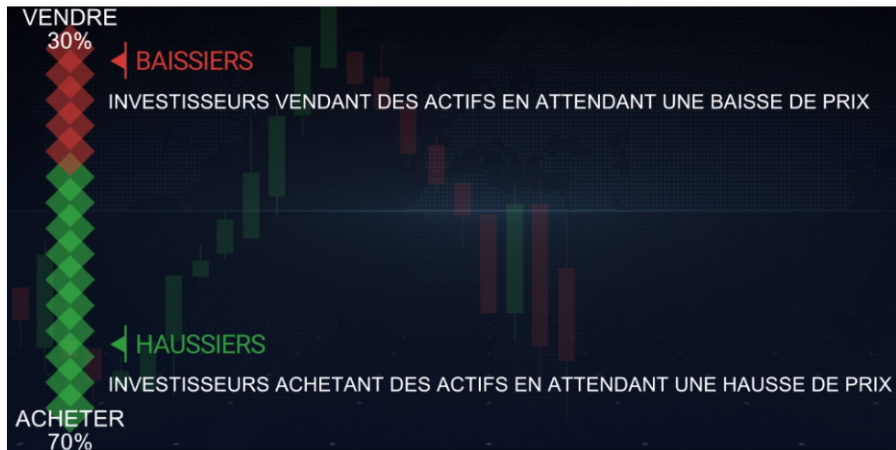 VENDRE
30%
BAISSIERS
INVESTISSEURS VENDANT DES ACTIFS EN ATTENDANT UNE BAISSE DE PRIX
HAUSSIERS
INVESTISSEURS ACHETANT DES ACTIFS EN ATTENDANT UNE HAUSSE DE PRIX
ACHETER
70%